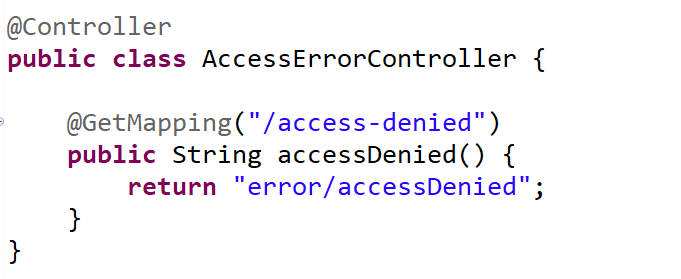 @Controller
public class AccessErrorController {
@GetMapping("/access-denied")
public String accessDenied() {
return "error/accessDenied";
}
}